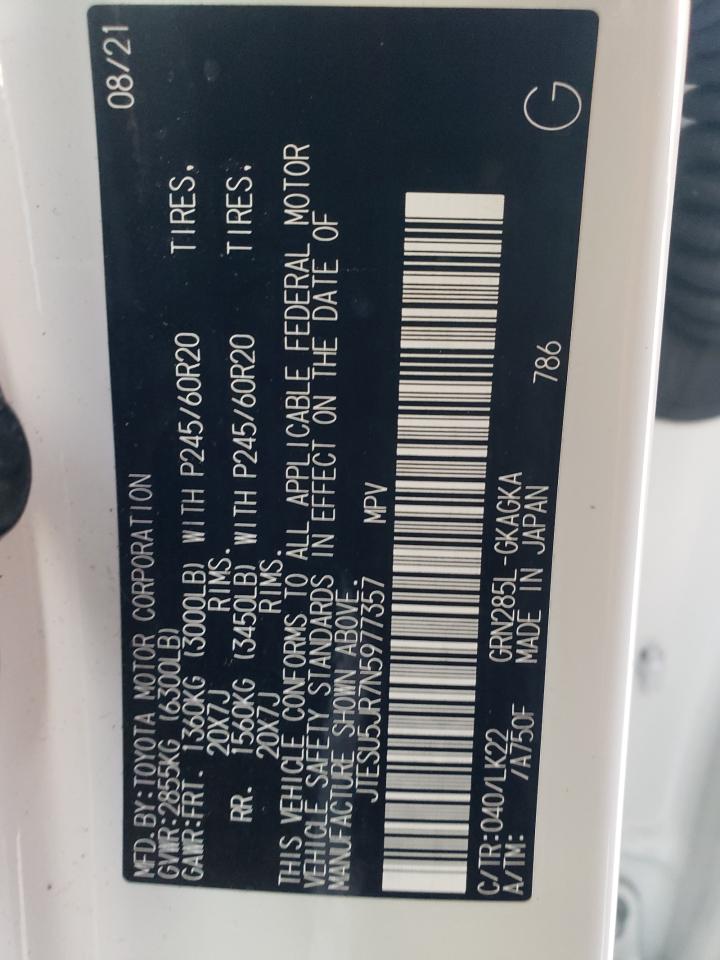 MFD.BY:TOYOTA MOTOR CORPORATION 08/21
GVWR:2855KG (6300LB)
GAWR:FRT. 1360KG (3000LB) WITH P245/60R20 TIRES,
20X7J RIMS.
RR. 1560KG (3450LB) WITH P245/60R20 TIRES,
20X7J RIMS.
THIS VEHICLE CONFORMS TO ALL APPLICABLE FEDERAL MOTOR
VEHICLE SAFETY STANDARDS IN EFFECT ON THE DATE OF
MANUFACTURE SHOWN ABOVE.
JTESU5JR7N5977357 MPV
C/TR:040/LK22 GRN285L-GKAGKA
A/TM: /A750F MADE IN JAPAN 786
G